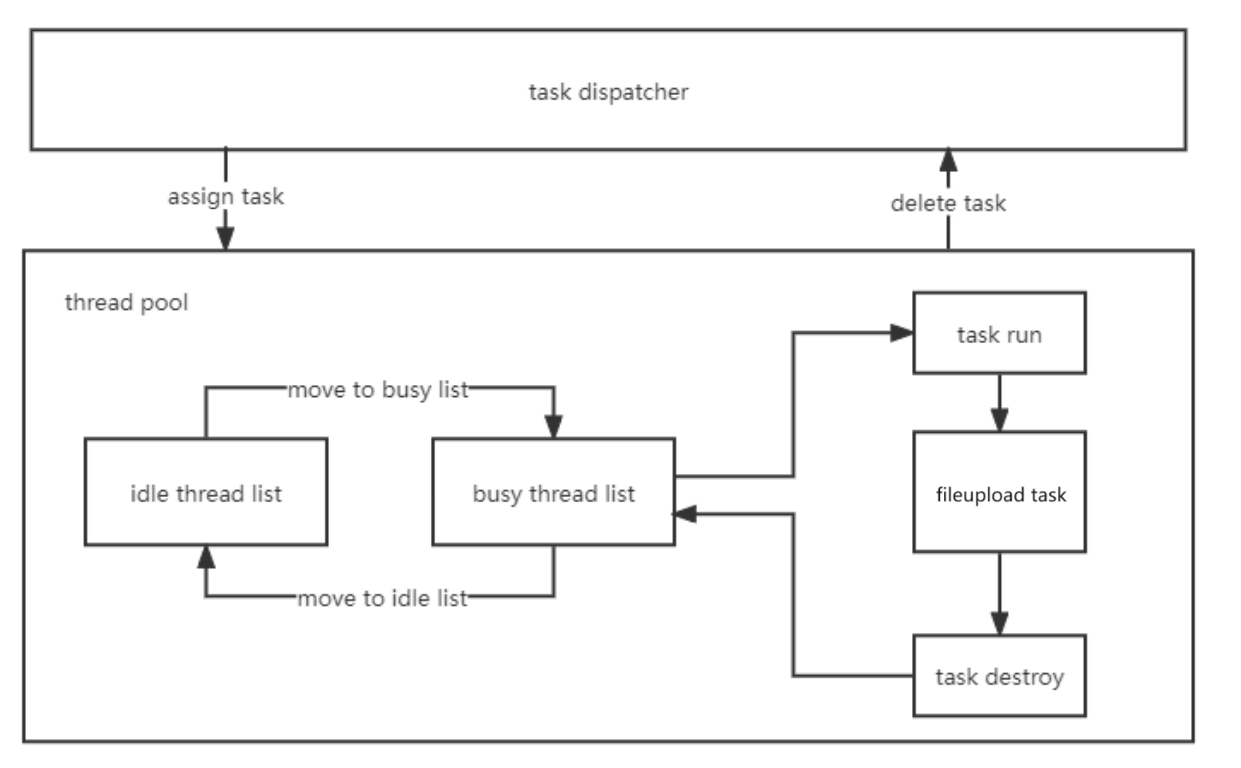 task dispatcher
assign task
delete task
thread pool
task run
move to busy list
idle thread list
busy thread list
fileupload task
move to idle list
task destroy